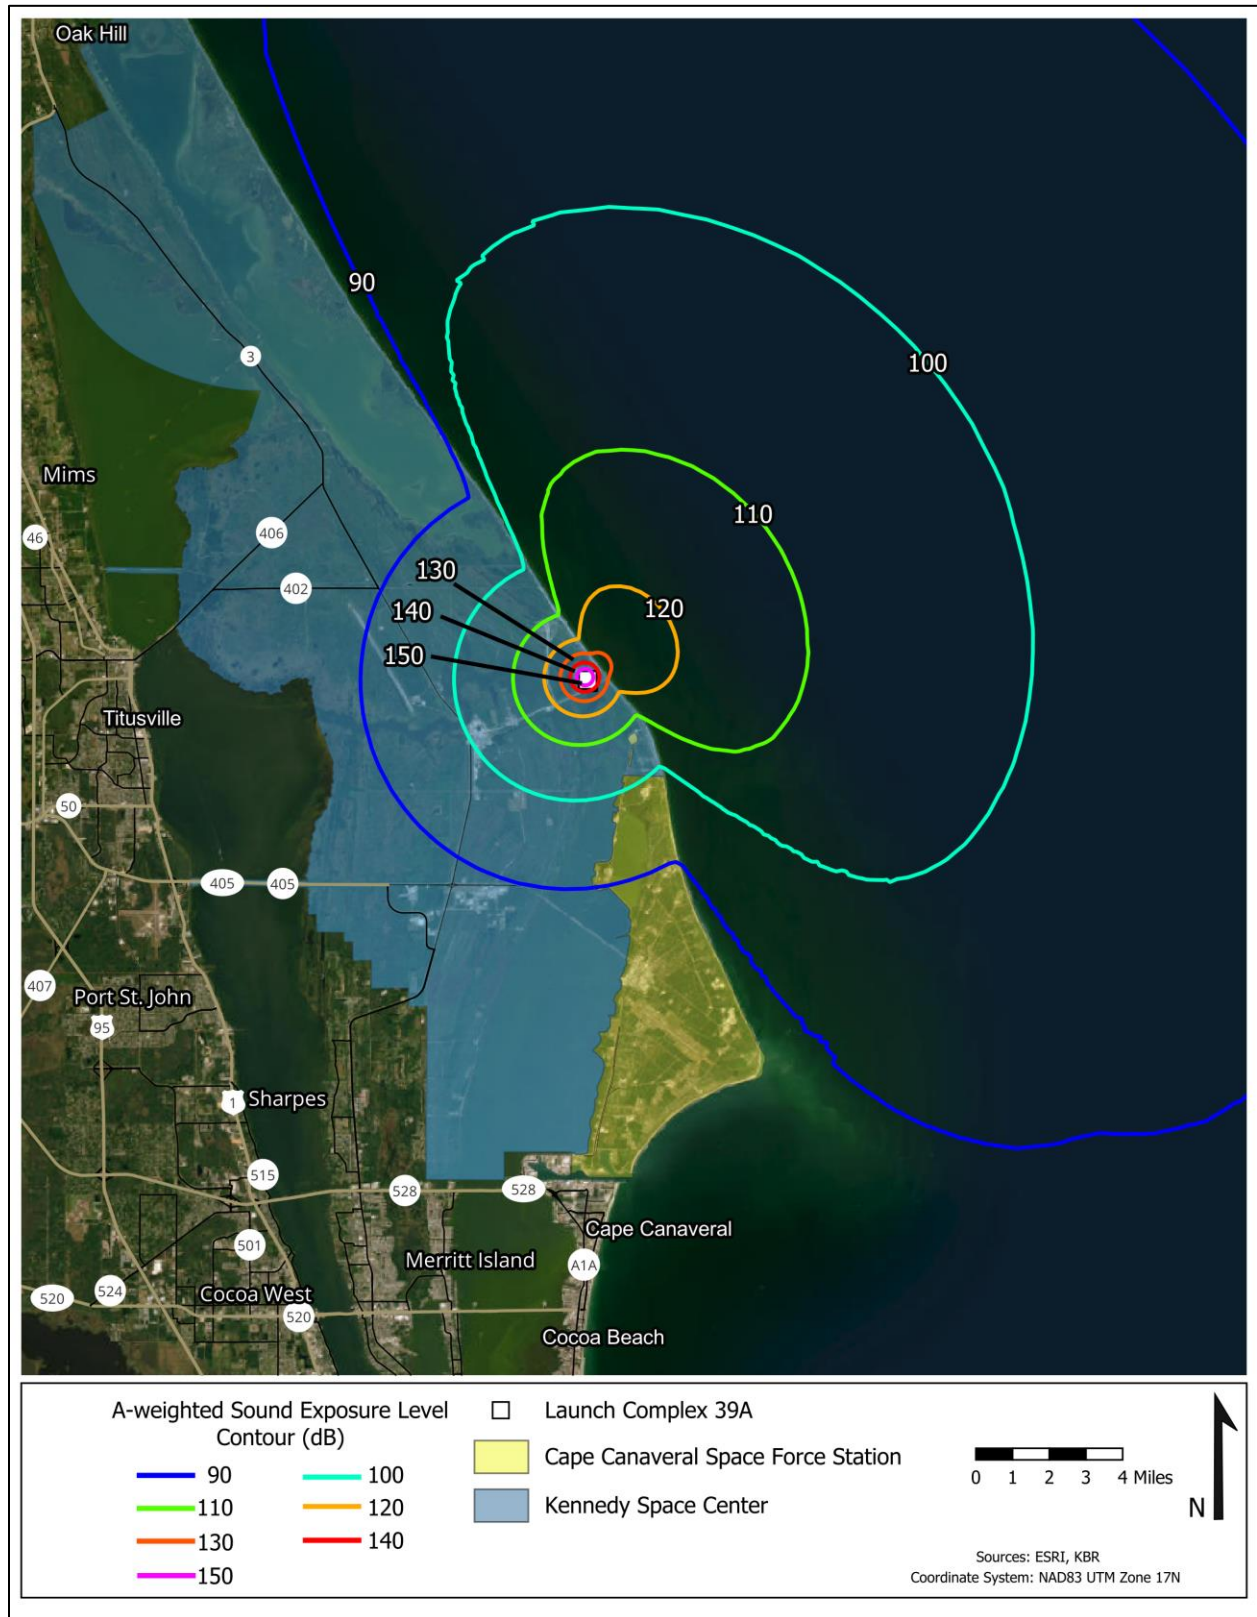 Oak Hill
90
3
100
Mims
110
46
406
130
402
140
120
150
Titusville
50
405
405
407
Port St. John
95
1
Sharpes
515
528
528
Cape Canaveral
501
Merritt Island
A1A
520
524
Cocoa West
520
Cocoa Beach
A-weighted Sound Exposure Level
Contour (dB)
90
100
110
120
130
140
150
Launch Complex 39A
Cape Canaveral Space Force Station
Kennedy Space Center
0 1 2 3 4 Miles
N
Sources: ESRI, KBR
Coordinate System: NAD83 UTM Zone 17N